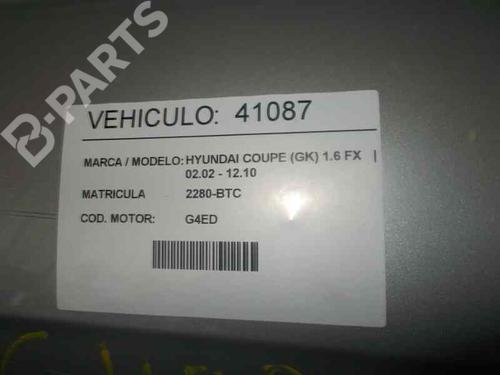 B-PARTS
VEHICULO: 41087
MARCA / MODELO: HYUNDAI COUPE (GK) 1.6 FX |
02.02 - 12.10
MATRICULA 2280-BTC
COD. MOTOR: G4ED